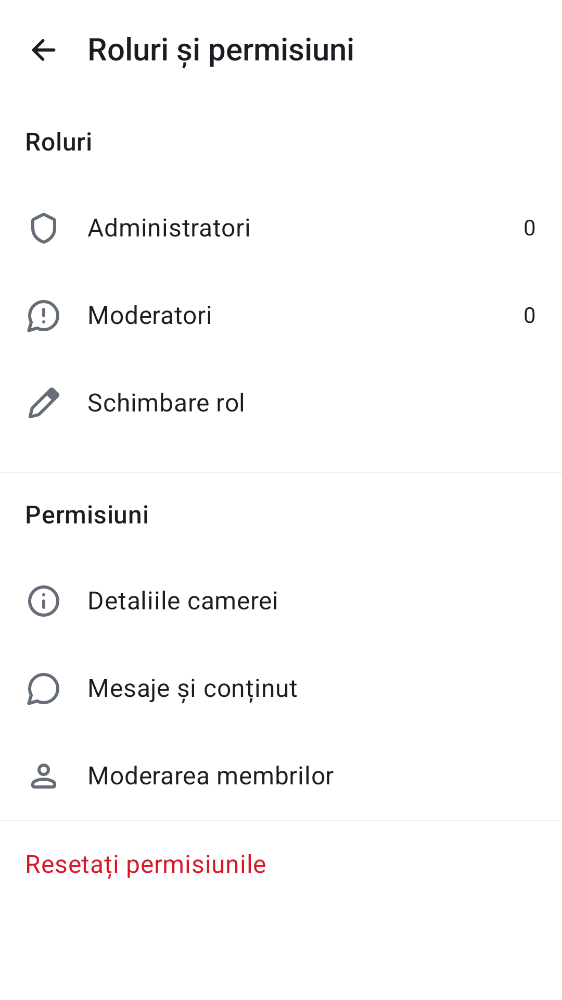 Roluri și permisiuni
Roluri
Administratori 0
Moderatori 0
Schimbare rol
Permisiuni
Detaliile camerei
Mesaje și conținut
Moderarea membrilor
Resetați permisiunile